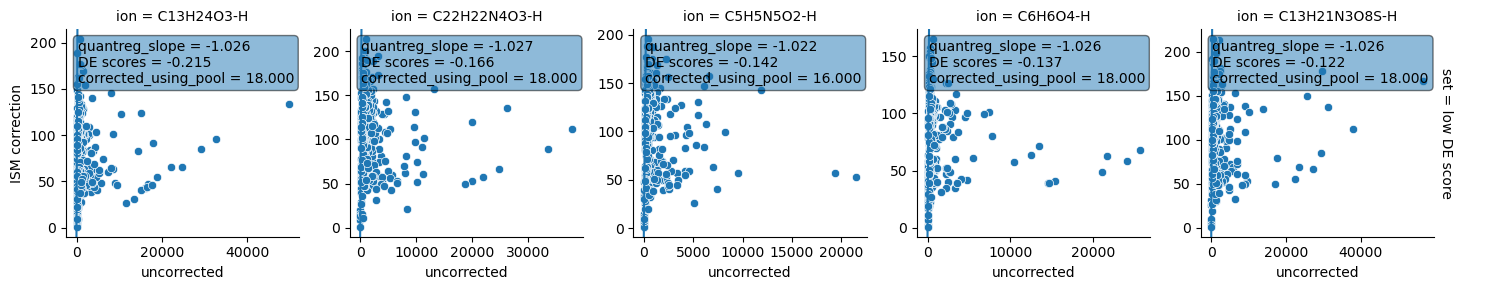 ion = C13H24O3-H
ion = C22H22N4O3-H
ion = C5H5N5O2-H
ion = C6H6O4-H
ion = C13H21N3O8S-H
ISM correction
200
150
100
50
0
quantreg_slope = -1.026
DE scores = -0.215
corrected_using_pool = 18.000
0
20000
40000
uncorrected
200
150
100
50
0
quantreg_slope = -1.027
DE scores = -0.166
corrected_using_pool = 18.000
0
10000
20000
30000
uncorrected
200
150
100
50
0
quantreg_slope = -1.022
DE scores = -0.142
corrected_using_pool = 16.000
0
5000
10000
15000
20000
uncorrected
150
100
50
0
quantreg_slope = -1.026
DE scores = -0.137
corrected_using_pool = 18.000
0
10000
20000
uncorrected
200
150
100
50
0
quantreg_slope = -1.026
DE scores = -0.122
corrected_using_pool = 18.000
0
20000
40000
uncorrected
set = low DE score